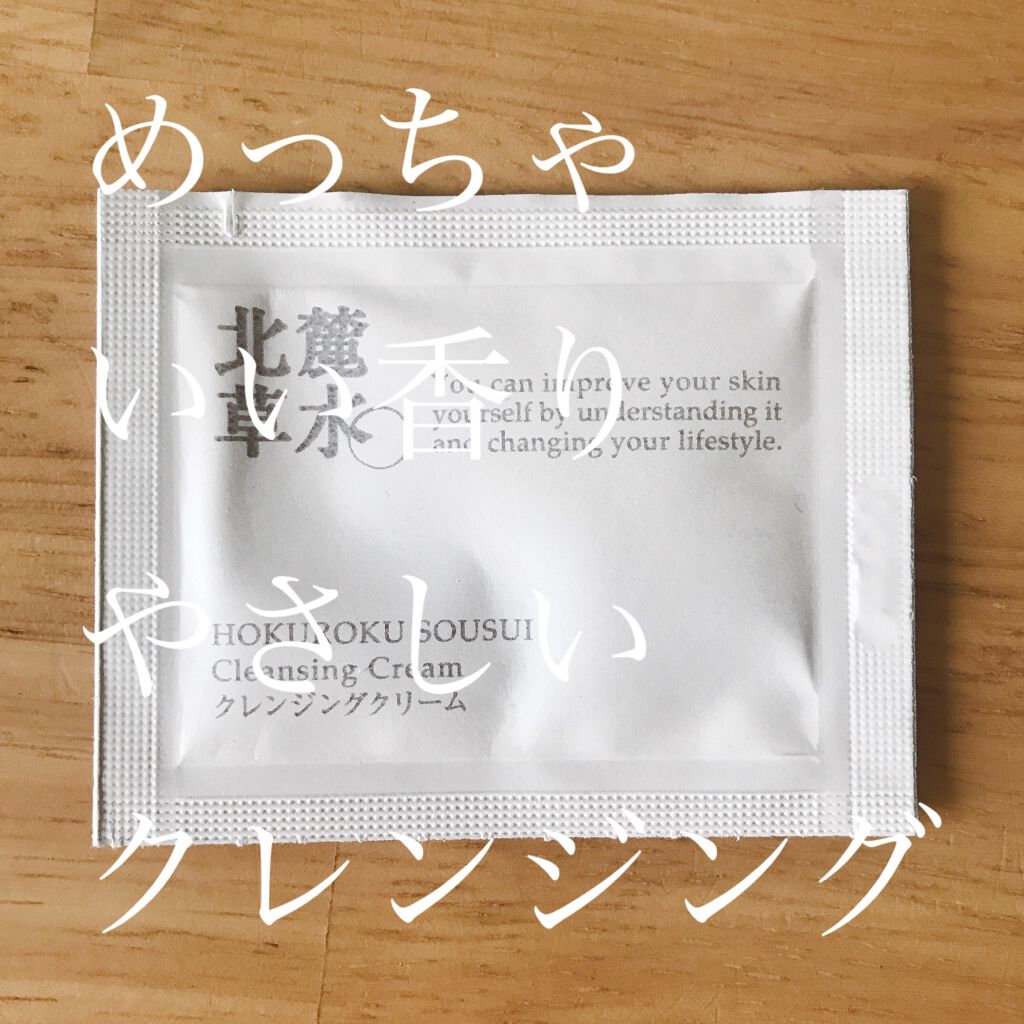 めっちゃ
北麓
草水
いい香り
You can improve your skin
yourself by understanding it
and changing your lifestyle.
やさしい
HOKUROKU SOUSUI
Cleansing Cream
クレンジングクリーム
クレンジング